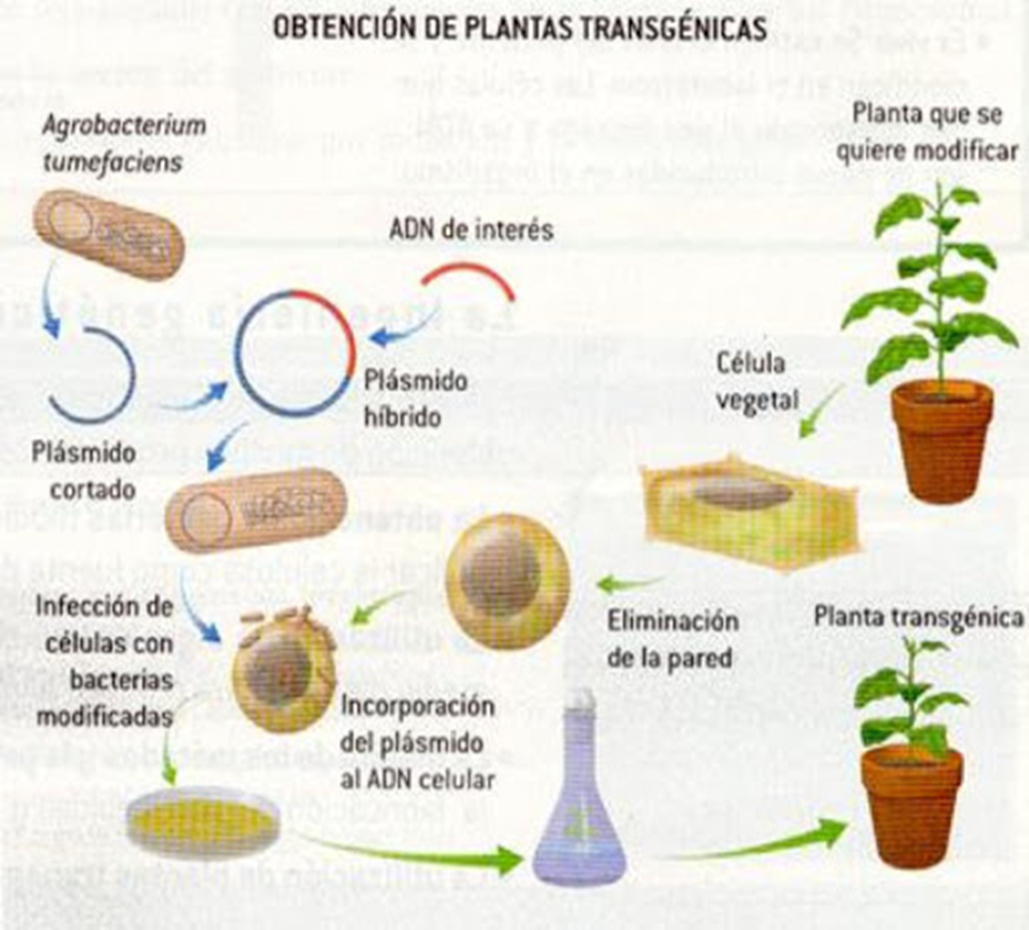 OBTENCIÓN DE PLANTAS TRANSGÉNICAS
Agrobacterium
tumefaciens
ADN de interés
Planta que se
quiere modificar
Plásmido
híbrido
Célula
vegetal
Plásmido
cortado
Infección de
células con
bacterias
modificadas
Eliminación
de la pared
Planta transgénica
Incorporación
del plásmido
al ADN celular